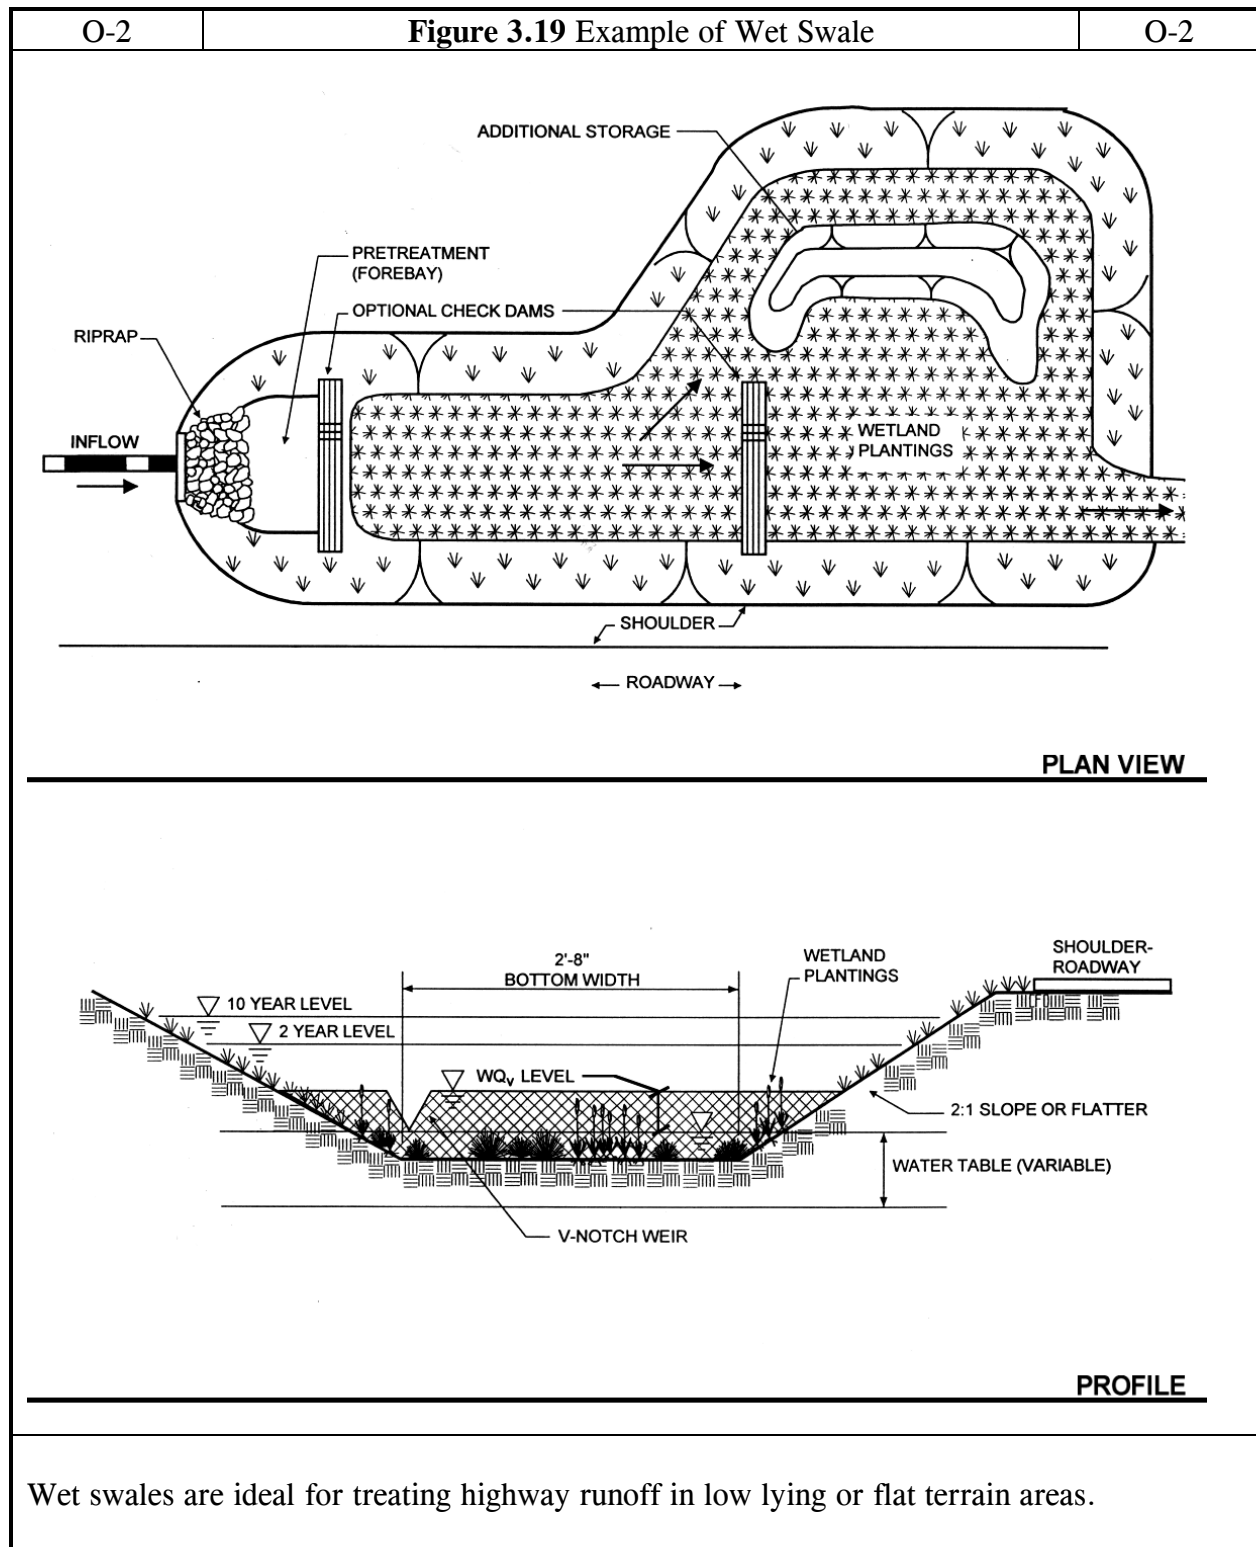 O-2
Figure 3.19 Example of Wet Swale
O-2
ADDITIONAL STORAGE
PRETREATMENT
(FOREBAY)
OPTIONAL CHECK DAMS
RIPRAP
INFLOW
WETLAND
PLANTINGS
SHOULDER
ROADWAY
PLAN VIEW
2'-8"
BOTTOM WIDTH
WETLAND
PLANTINGS
SHOULDER-
ROADWAY
10 YEAR LEVEL
2 YEAR LEVEL
WQv LEVEL
2:1 SLOPE OR FLATTER
WATER TABLE (VARIABLE)
V-NOTCH WEIR
PROFILE
Wet swales are ideal for treating highway runoff in low lying or flat terrain areas.